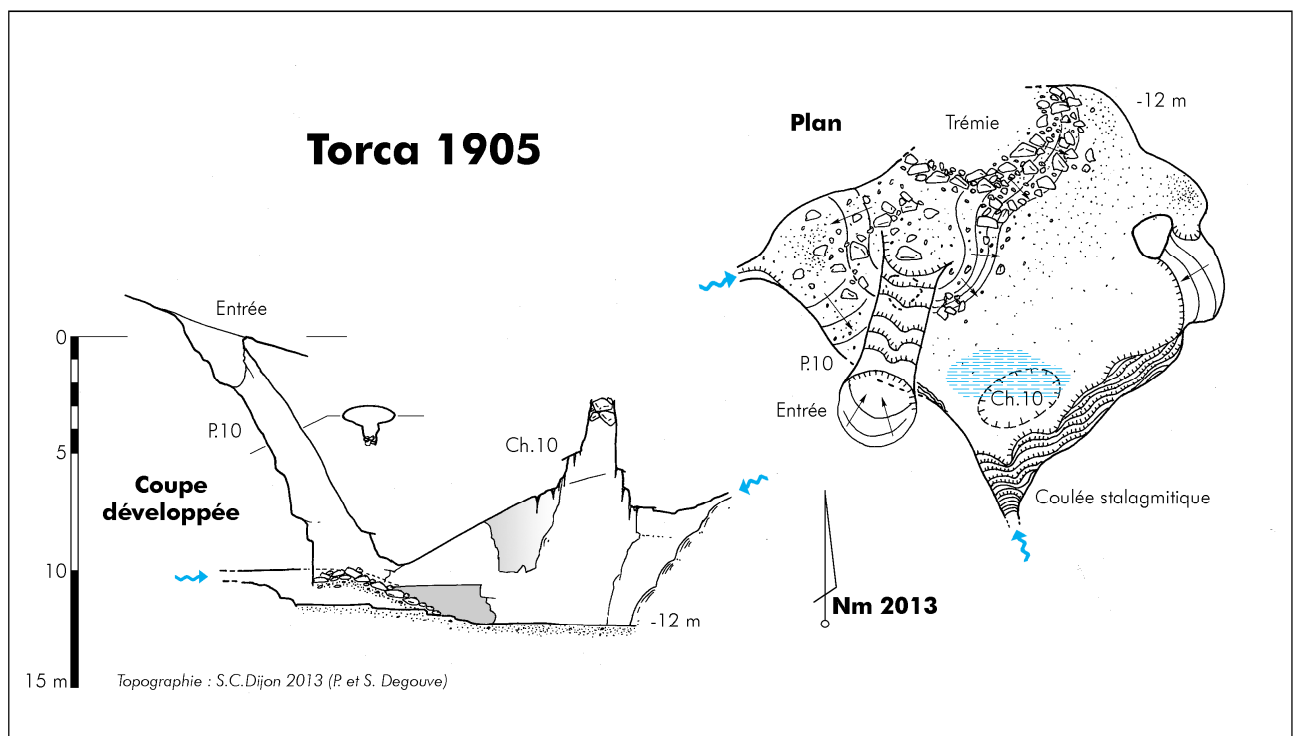 Torca 1905
Plan
Trémie
-12 m
P.10
Entrée
Ch.10
Coulée stalagmitique
Nm 2013
Entrée
0
P.10
5
Ch.10
Coupe
développée
10
-12 m
15 m
Topographie : S.C.Dijon 2013 (P. et S. Degouve)